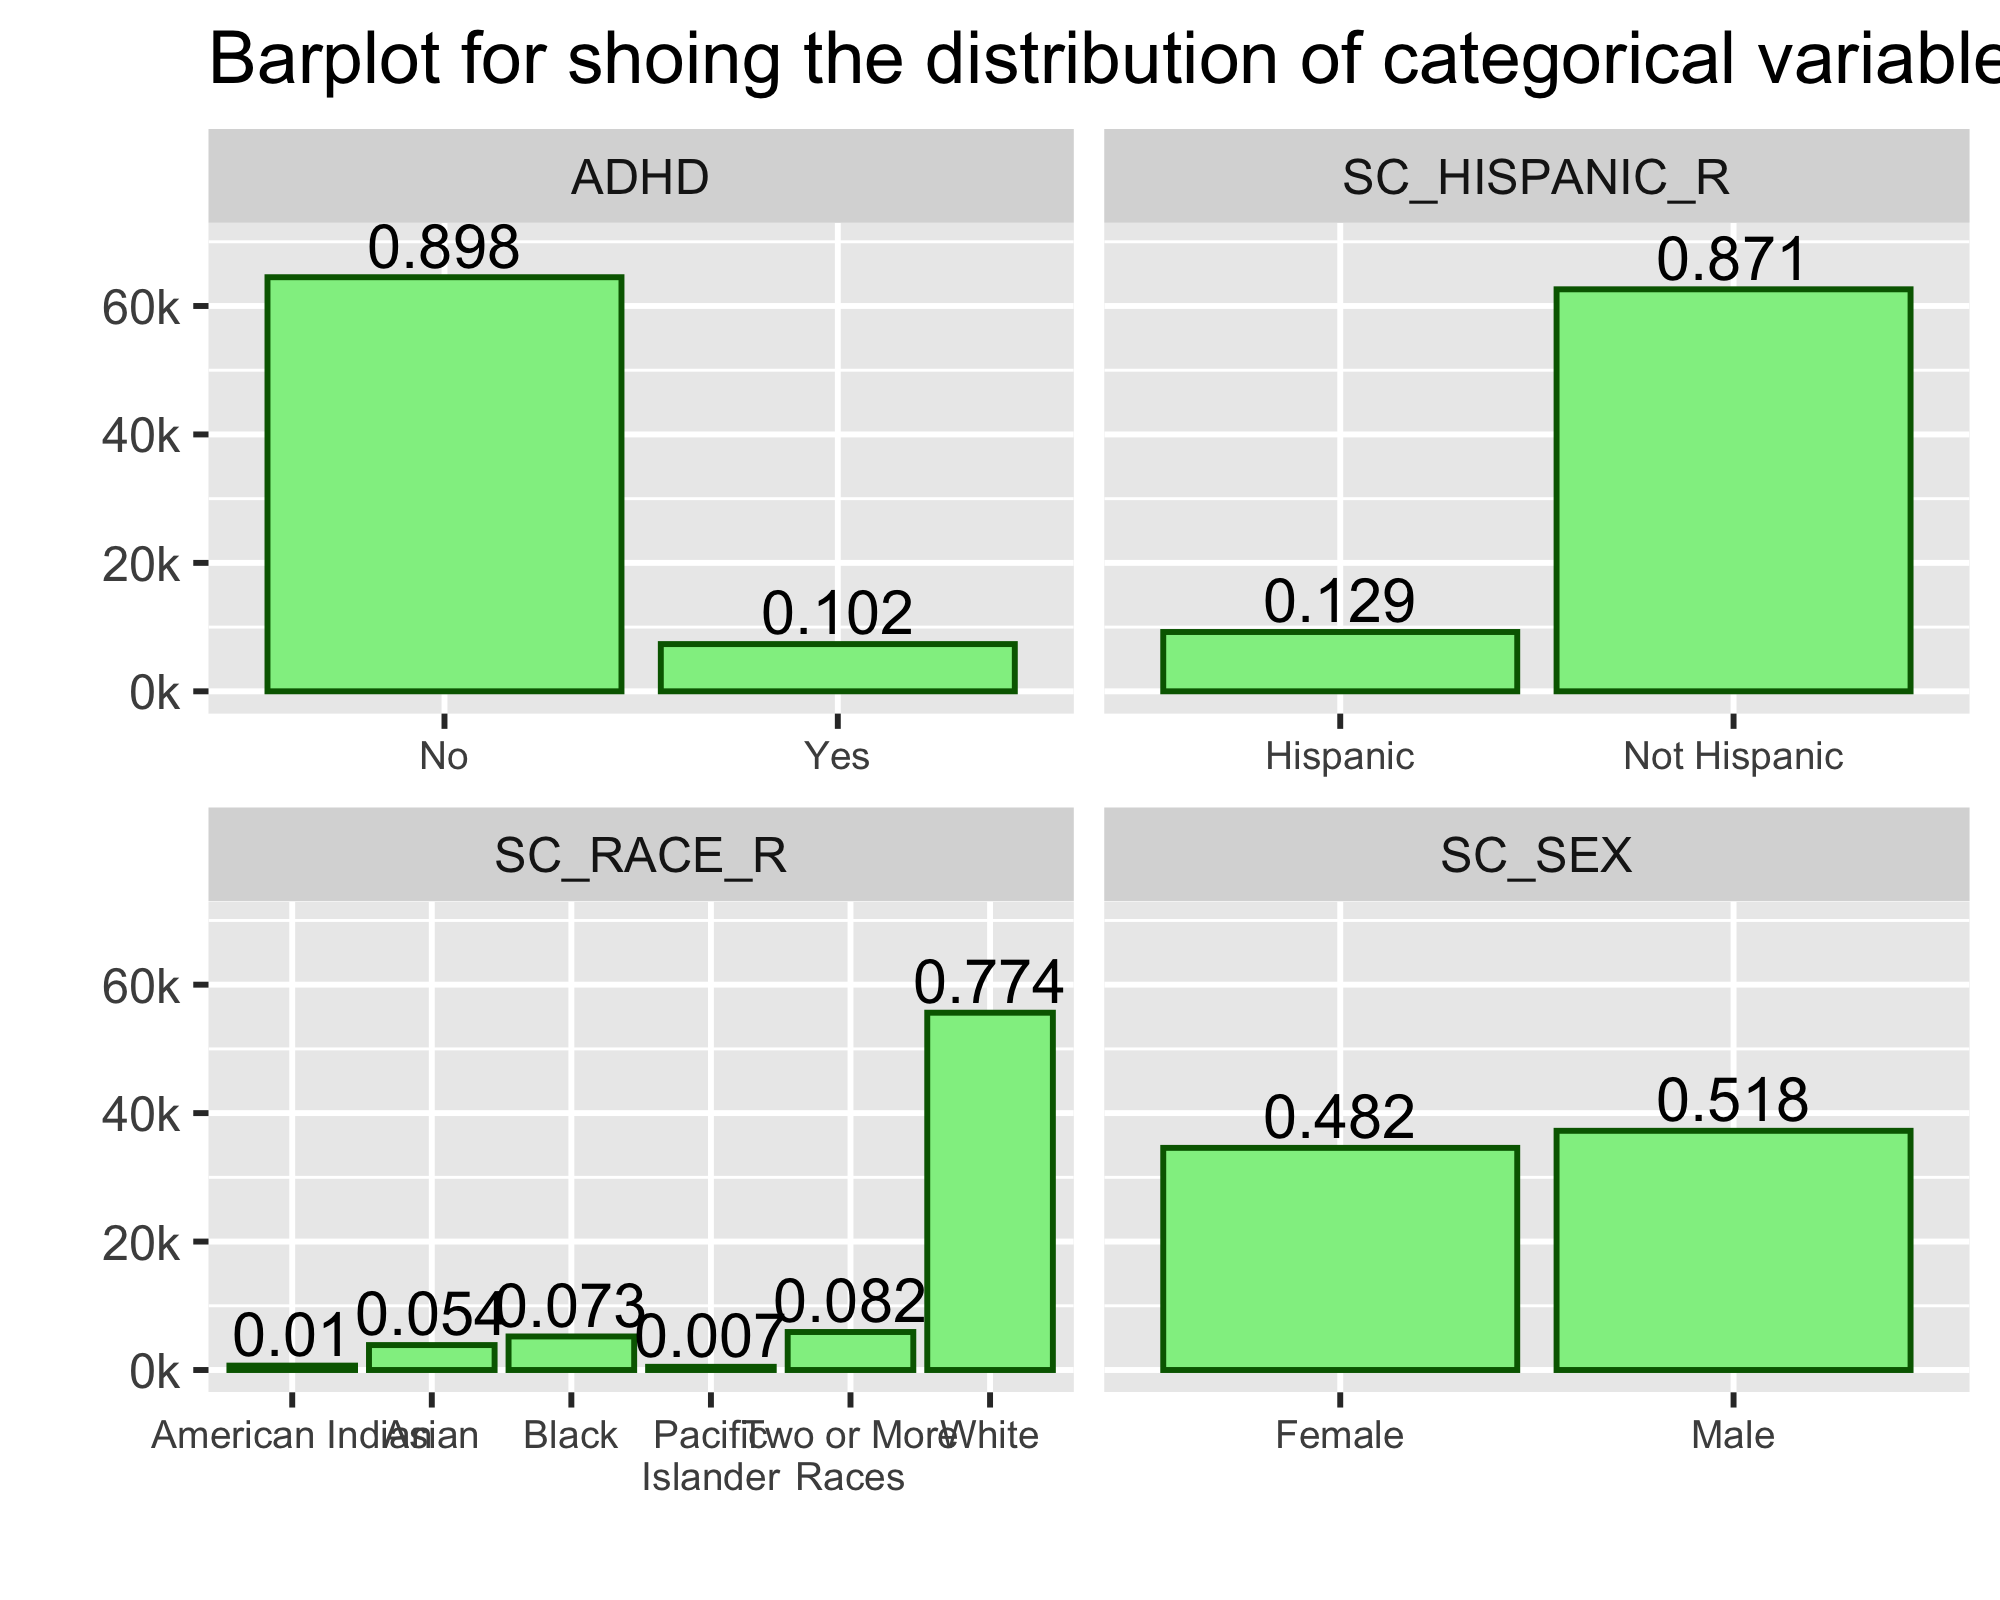 Barplot for shoing the distribution of categorical variable
ADHD
SC_HISPANIC_R
0.898
0.102
0.129
0.871
60k
40k
20k
0k
No
Yes
Hispanic
Not Hispanic
SC_RACE_R
SC_SEX
0.01
0.054
0.073
0.007
0.082
0.774
0.482
0.518
60k
40k
20k
0k
American Indian
Asian
Black
Pacific
Islander
Two or More
Races
White
Female
Male